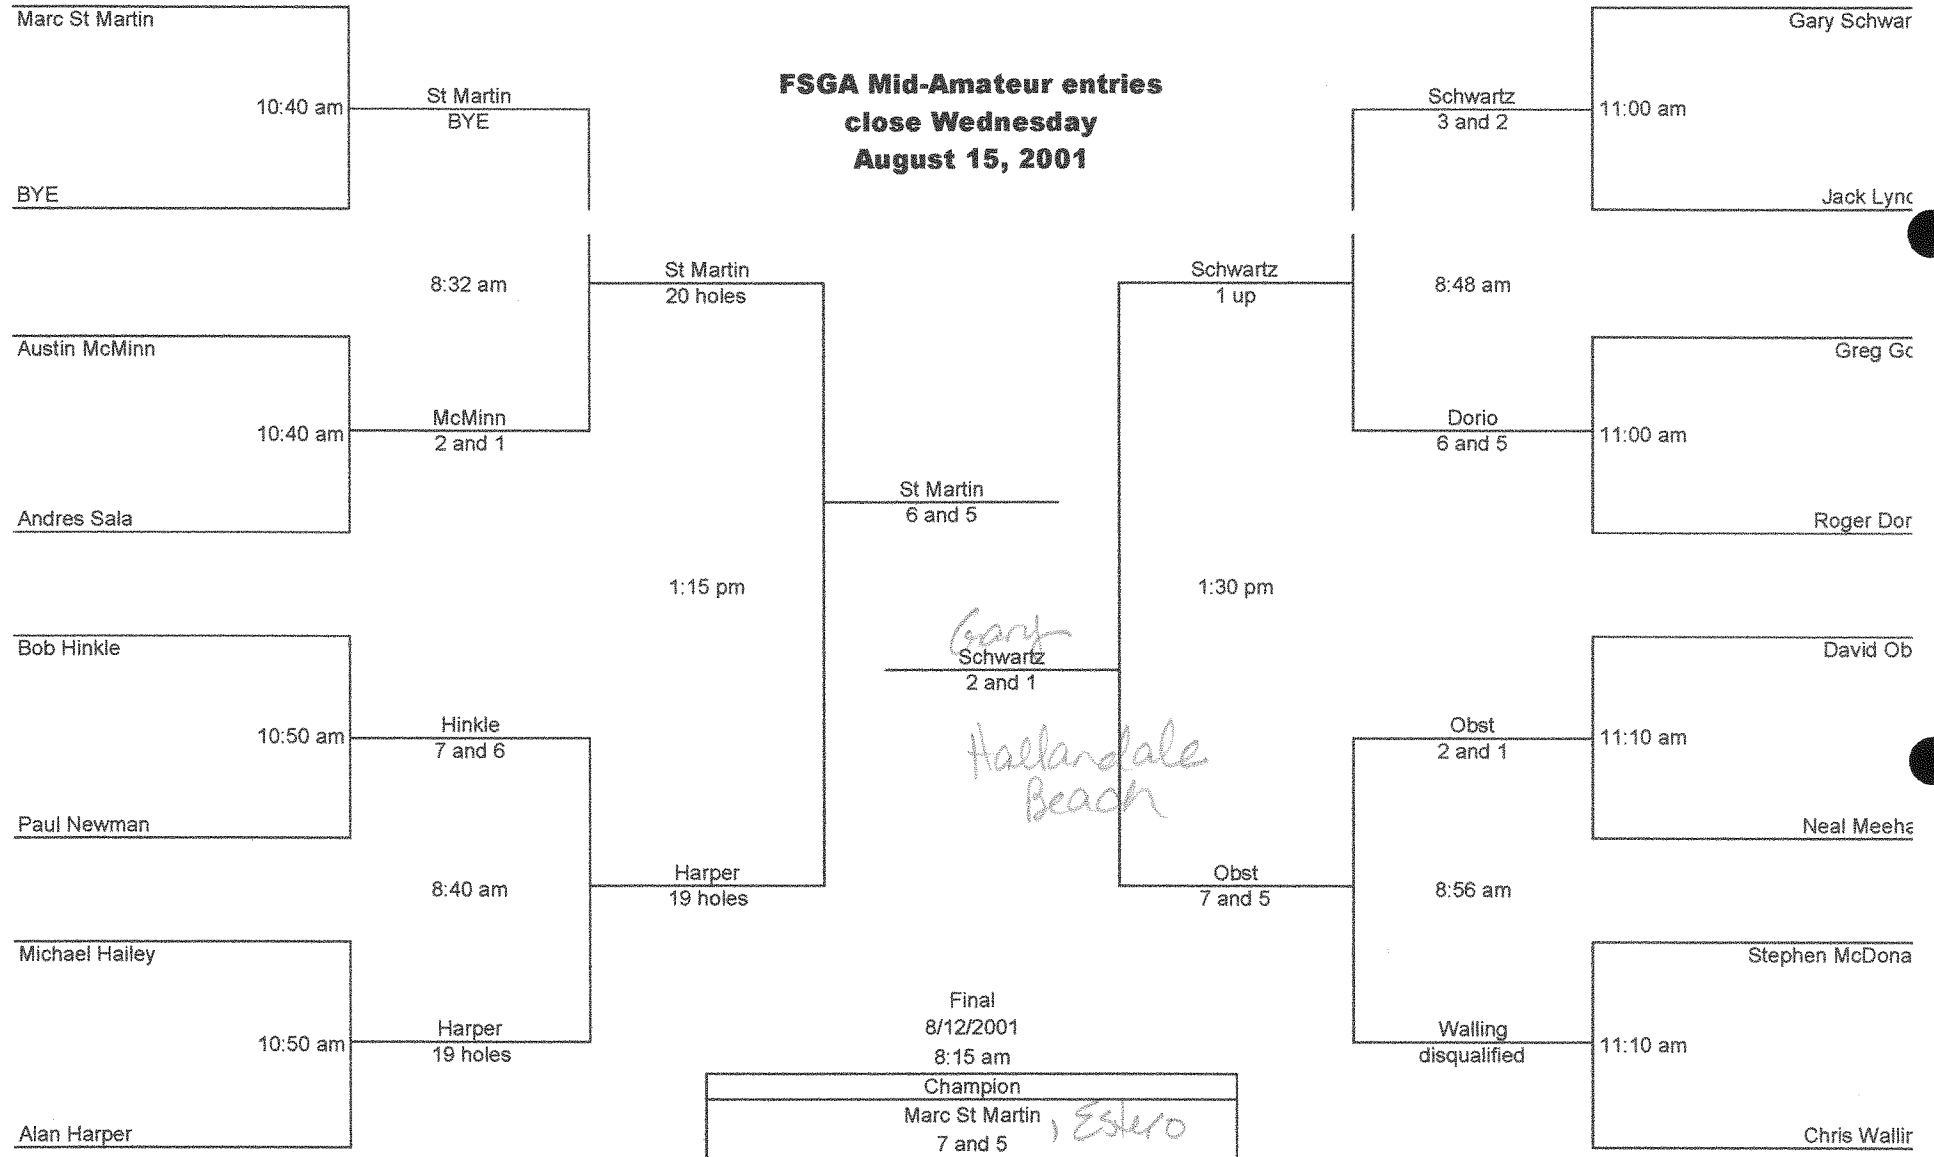 Marc St Martin
10:40 am
St Martin
BYE
BYE
8:32 am
St Martin
20 holes
Austin McMinn
10:40 am
McMinn
2 and 1
Andres Sala
1:15 pm
St Martin
6 and 5
Bob Hinkle
10:50 am
Hinkle
7 and 6
Paul Newman
8:40 am
Harper
19 holes
Michael Hailey
10:50 am
Harper
19 holes
Alan Harper
FSGA Mid-Amateur entries
close Wednesday
August 15, 2001
Gary
Schwartz
2 and 1
Hallandale
Beach
Final
8/12/2001
8:15 am
Champion
Marc St Martin , Estero
7 and 5
Gary Schwar
Schwartz
3 and 2
11:00 am
Jack Lync
Schwartz
1 up
8:48 am
Greg Go
Dorio
6 and 5
11:00 am
Roger Dor
1:30 pm
David Ob
Obst
2 and 1
11:10 am
Neal Meeha
Obst
7 and 5
8:56 am
Stephen McDona
Walling
disqualified
11:10 am
Chris Wallin